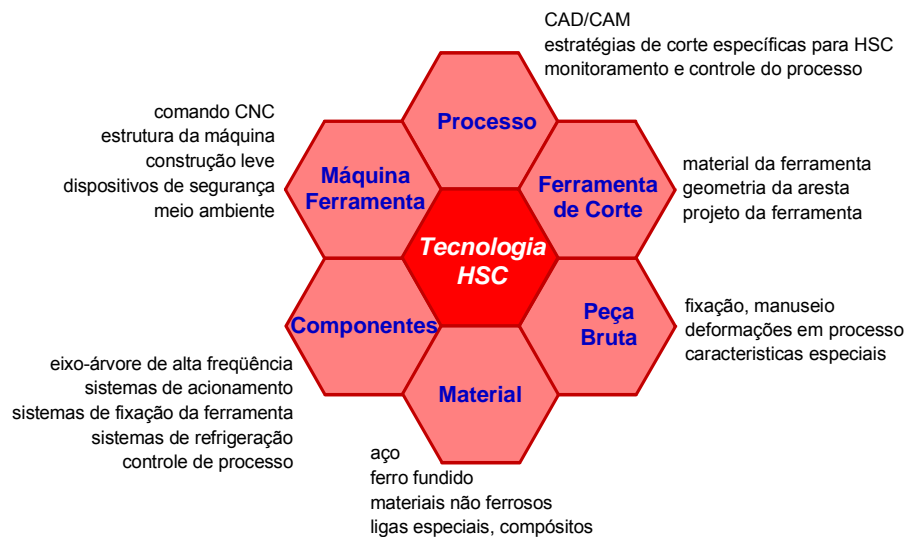 CAD/CAM
estratégias de corte específicas para HSC
monitoramento e controle do processo
Processo
comando CNC
estrutura da máquina
construção leve
dispositivos de segurança
meio ambiente
Máquina
Ferramenta
Ferramenta
de Corte
material da ferramenta
geometria da aresta
projeto da ferramenta
Tecnologia
HSC
Componentes
Peça
Bruta
fixação, manuseio
deformações em processo
caracteristicas especiais
eixo-árvore de alta freqüência
sistemas de acionamento
sistemas de fixação da ferramenta
sistemas de refrigeração
controle de processo
Material
aço
ferro fundido
materiais não ferrosos
ligas especiais, compósitos